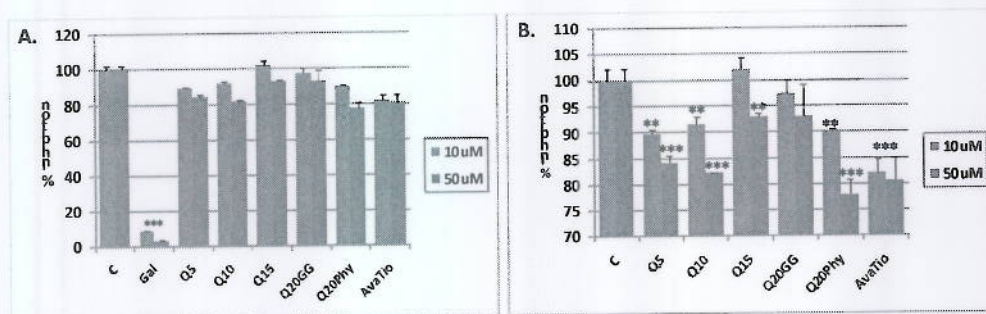 A.
120
100
80
60
40
20
0
%
***
C
Gal
Q5
Q10
Q15
Q20GG
Q20Phy
AvaTio
10uM
50uM
B.
110
105
100
95
90
85
80
75
70
%
**
***
**
***
**
**
***
***
C
Q5
Q10
Q15
Q20GG
Q20Phy
AvaTio
10uM
50uM